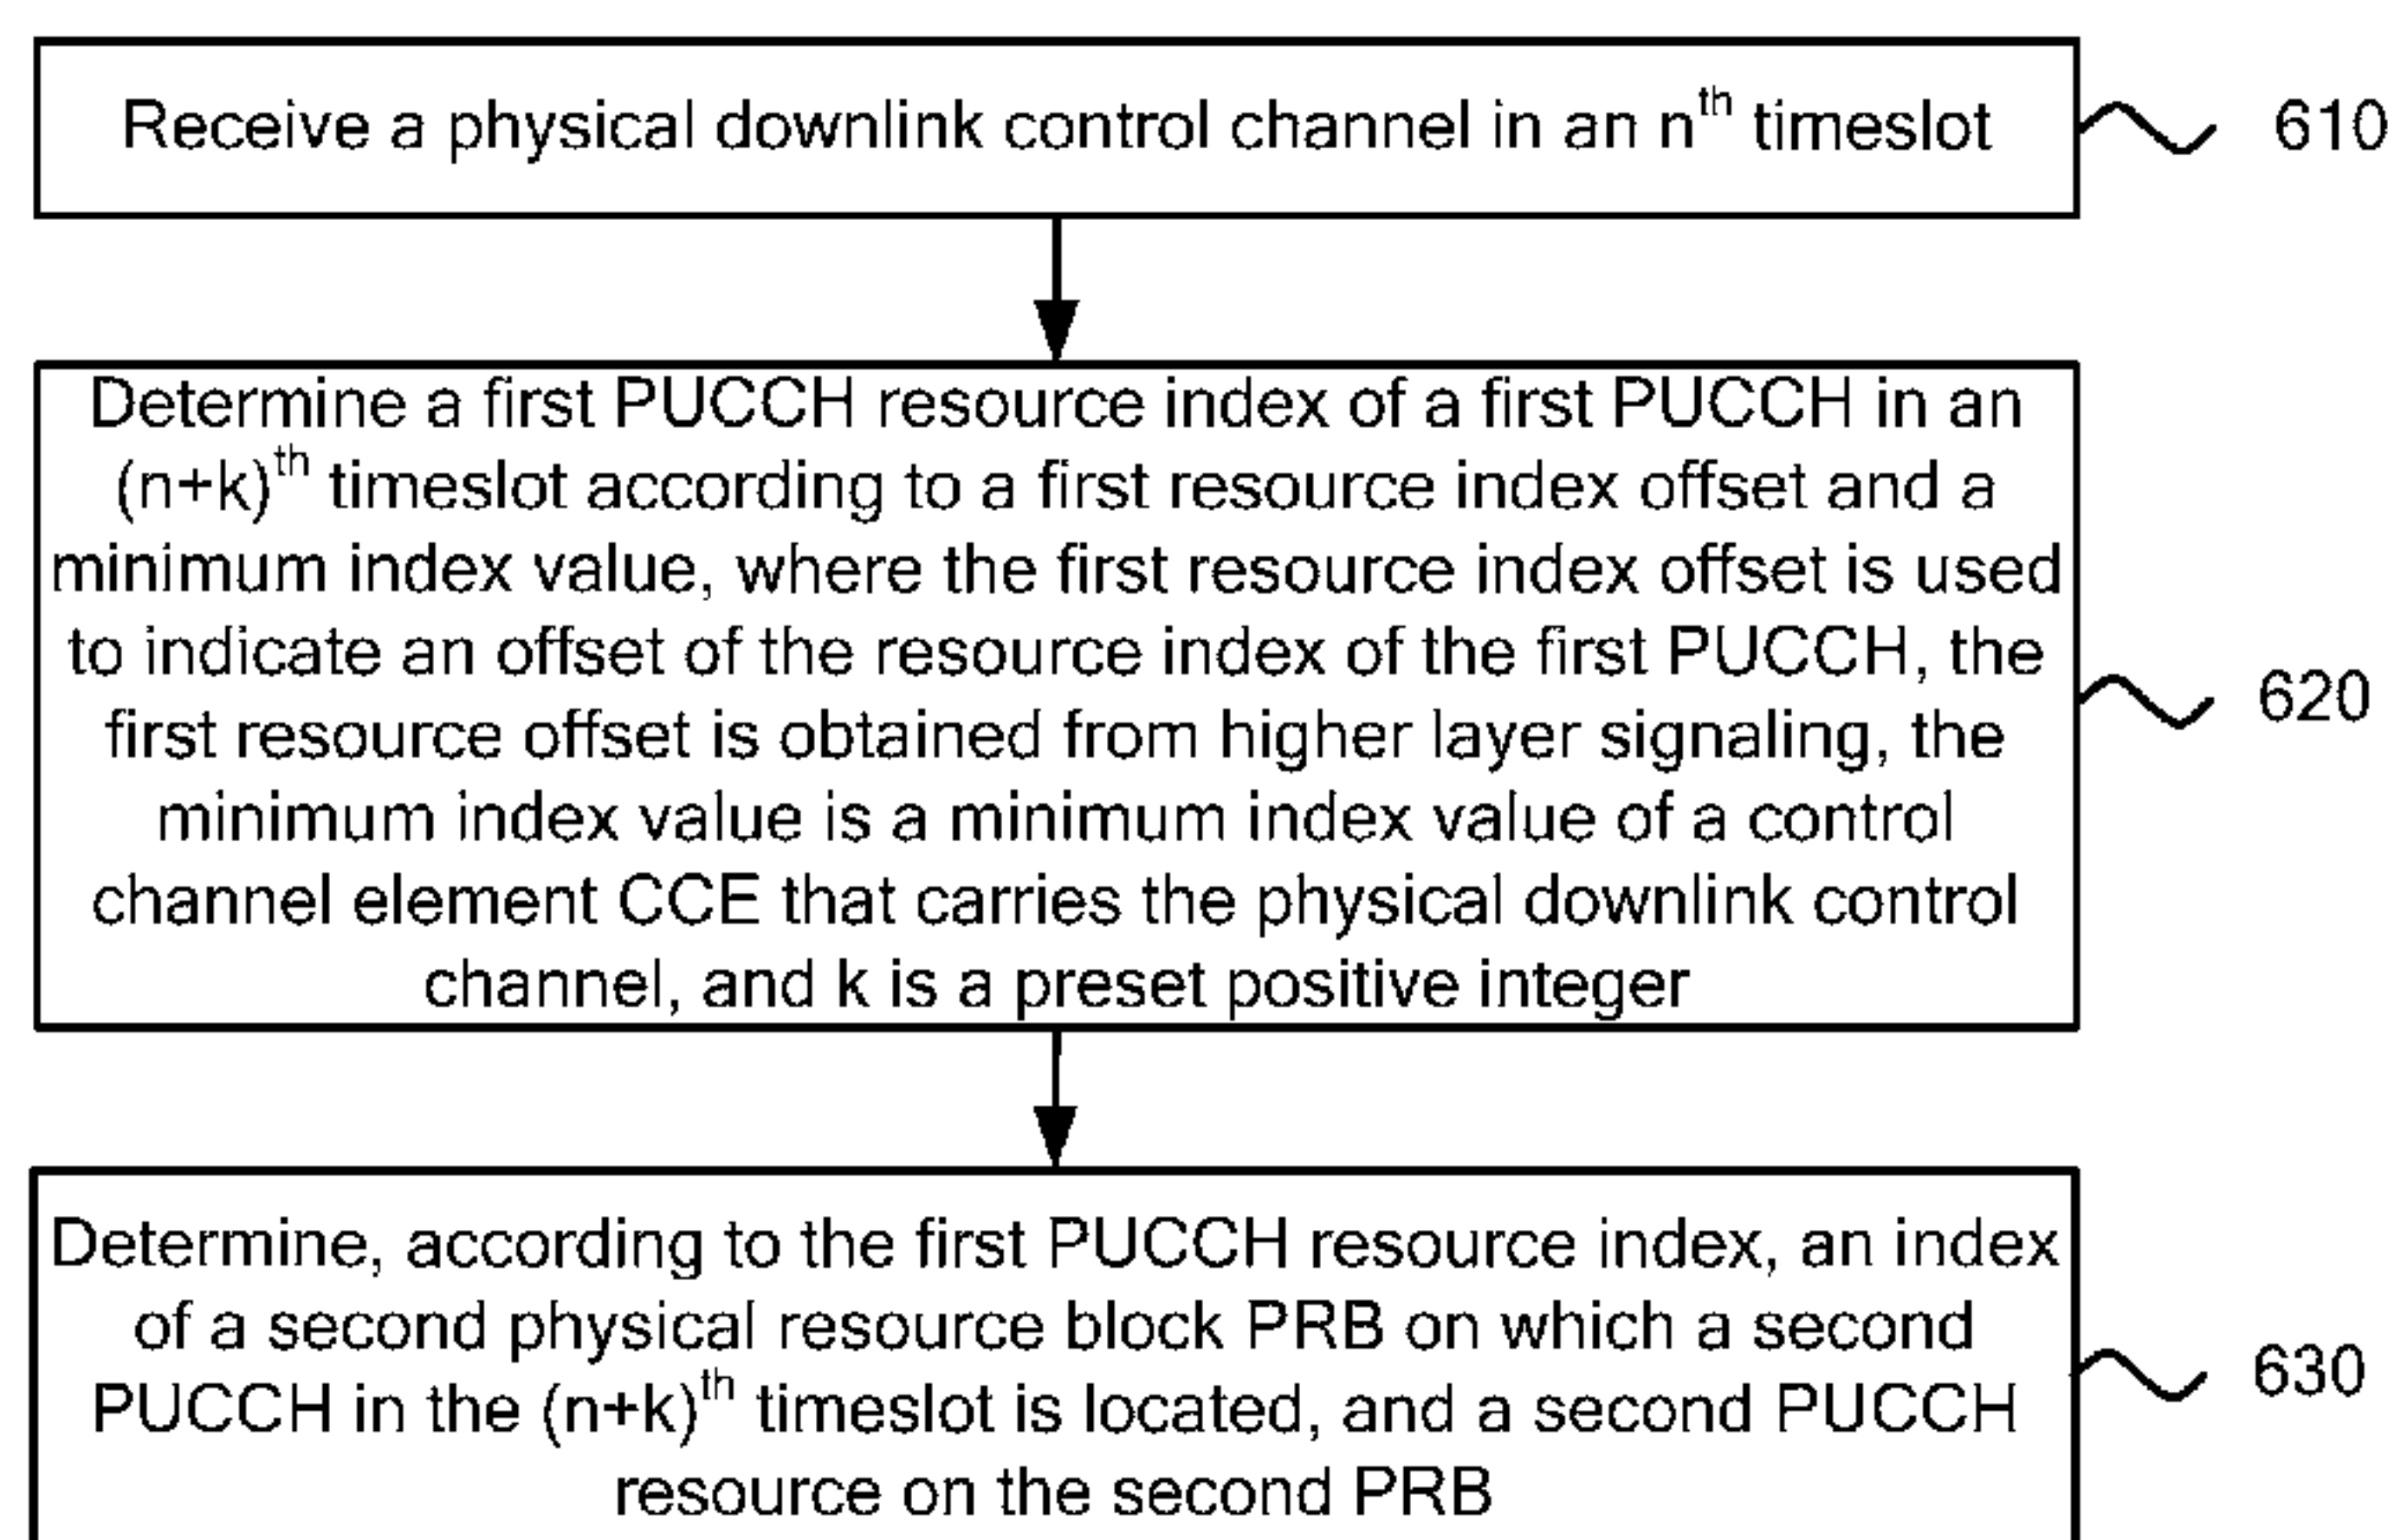 Receive a physical downlink control channel in an nth timeslot
610
Determine a first PUCCH resource index of a first PUCCH in an
(n+k)th timeslot according to a first resource index offset and a
minimum index value, where the first resource index offset is used
to indicate an offset of the resource index of the first PUCCH, the
first resource offset is obtained from higher layer signaling, the
minimum index value is a minimum index value of a control
channel element CCE that carries the physical downlink control
channel, and k is a preset positive integer
620
Determine, according to the first PUCCH resource index, an index
of a second physical resource block PRB on which a second
PUCCH in the (n+k)th timeslot is located, and a second PUCCH
resource on the second PRB
630